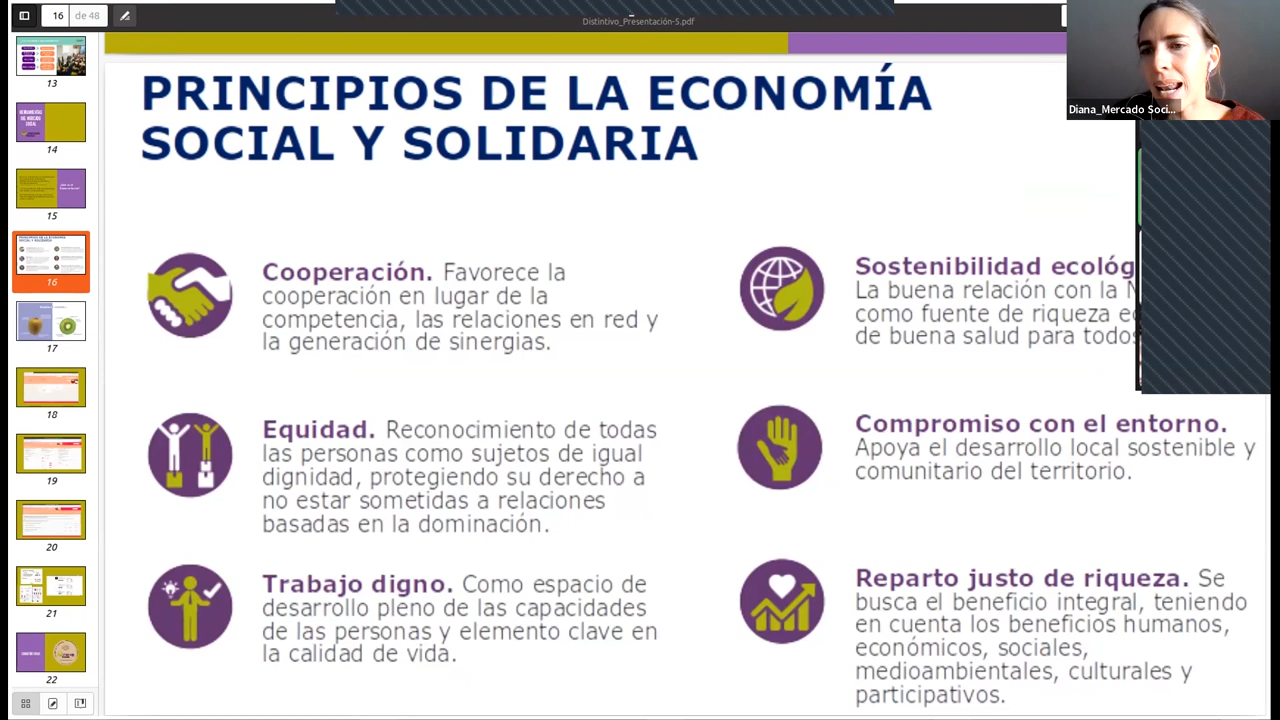 16 de 48
Distintivo_Presentación-5.pdf
Diana_Mercado Soci...
13
14
15
16
17
18
19
20
21
22
PRINCIPIOS DE LA ECONOMÍA
SOCIAL Y SOLIDARIA
Cooperación. Favorece la
cooperación en lugar de la
competencia, las relaciones en red y
la generación de sinergias.
Equidad. Reconocimiento de todas
las personas como sujetos de igual
dignidad, protegiendo su derecho a
no estar sometidas a relaciones
basadas en la dominación.
Trabajo digno. Como espacio de
desarrollo pleno de las capacidades
de las personas y elemento clave en
la calidad de vida.
Sostenibilidad ecológ
La buena relación con la N
como fuente de riqueza ec
de buena salud para todos
Compromiso con el entorno.
Apoya el desarrollo local sostenible y
comunitario del territorio.
Reparto justo de riqueza. Se
busca el beneficio integral, teniendo
en cuenta los beneficios humanos,
económicos, sociales,
medioambientales, culturales y
participativos.